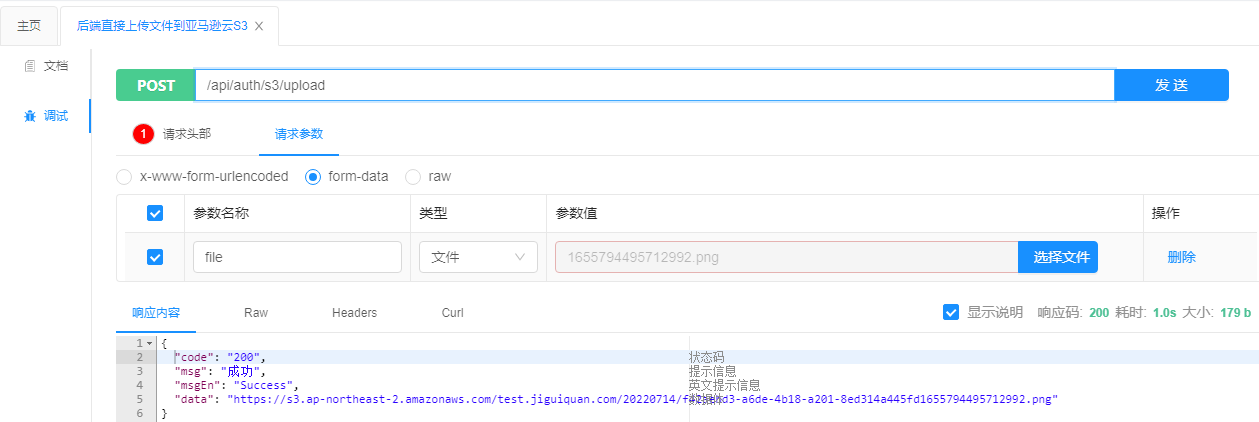 主页 后端直接上传文件到亚马逊云S3 ×
文档
调试
POST /api/auth/s3/upload 发 送
1 请求头部 请求参数
x-www-form-urlencoded form-data raw
参数名称 类型 参数值 操作
file 文件 1655794495712992.png 选择文件 删除
响应内容 Raw Headers Curl 显示说明 响应码: 200 耗时: 1.0s 大小: 179 b
1 {
2 "code": "200", 状态码
3 "msg": "成功", 提示信息
4 "msgEn": "Success", 英文提示信息
5 "data": "https://s3.ap-northeast-2.amazonaws.com/test.jiguiquan.com/20220714/ -a6de-4b18-a201-8ed314a445fd1655794495712992.png"
6 }